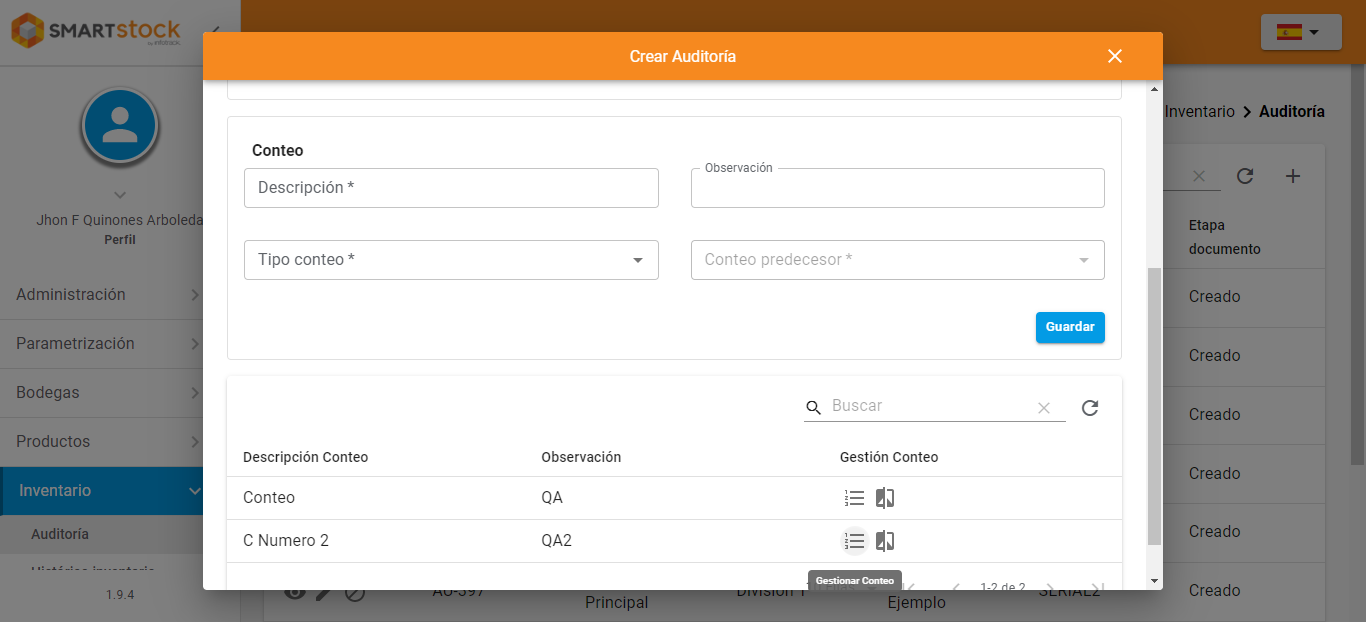 SMARTSTOCK
by infotrack
Crear Auditoría
Inventario
Auditoría
Jhon F Quinones Arboleda
Perfil
Administración
Parametrización
Bodegas
Productos
Inventario
Auditoría
Histórico inventario
1.9.4
Conteo
Descripción *
Observación
Tipo conteo *
Conteo predecesor *
Guardar
Buscar
Descripción Conteo
Observación
Gestión Conteo
Conteo
QA
C Numero 2
QA2
Gestionar Conteo
1-2 de 2
Etapa
documento
Creado
Creado
Creado
Creado
Creado
Creado
AU-397
Principal
División 1
Ejemplo
SERIAL2